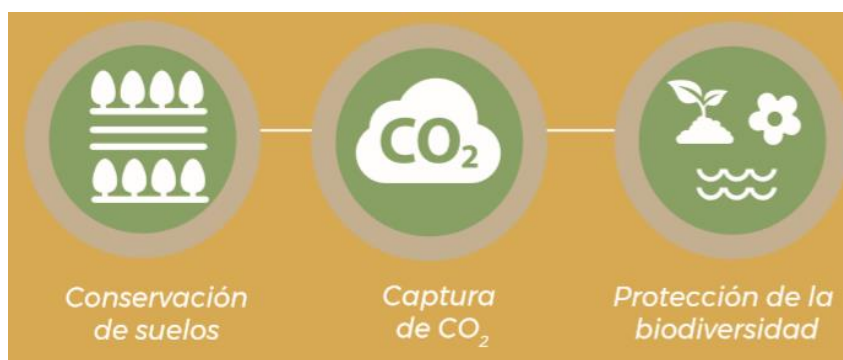 CO₂
Conservación
de suelos
Captura
de CO₂
Protección de la
biodiversidad